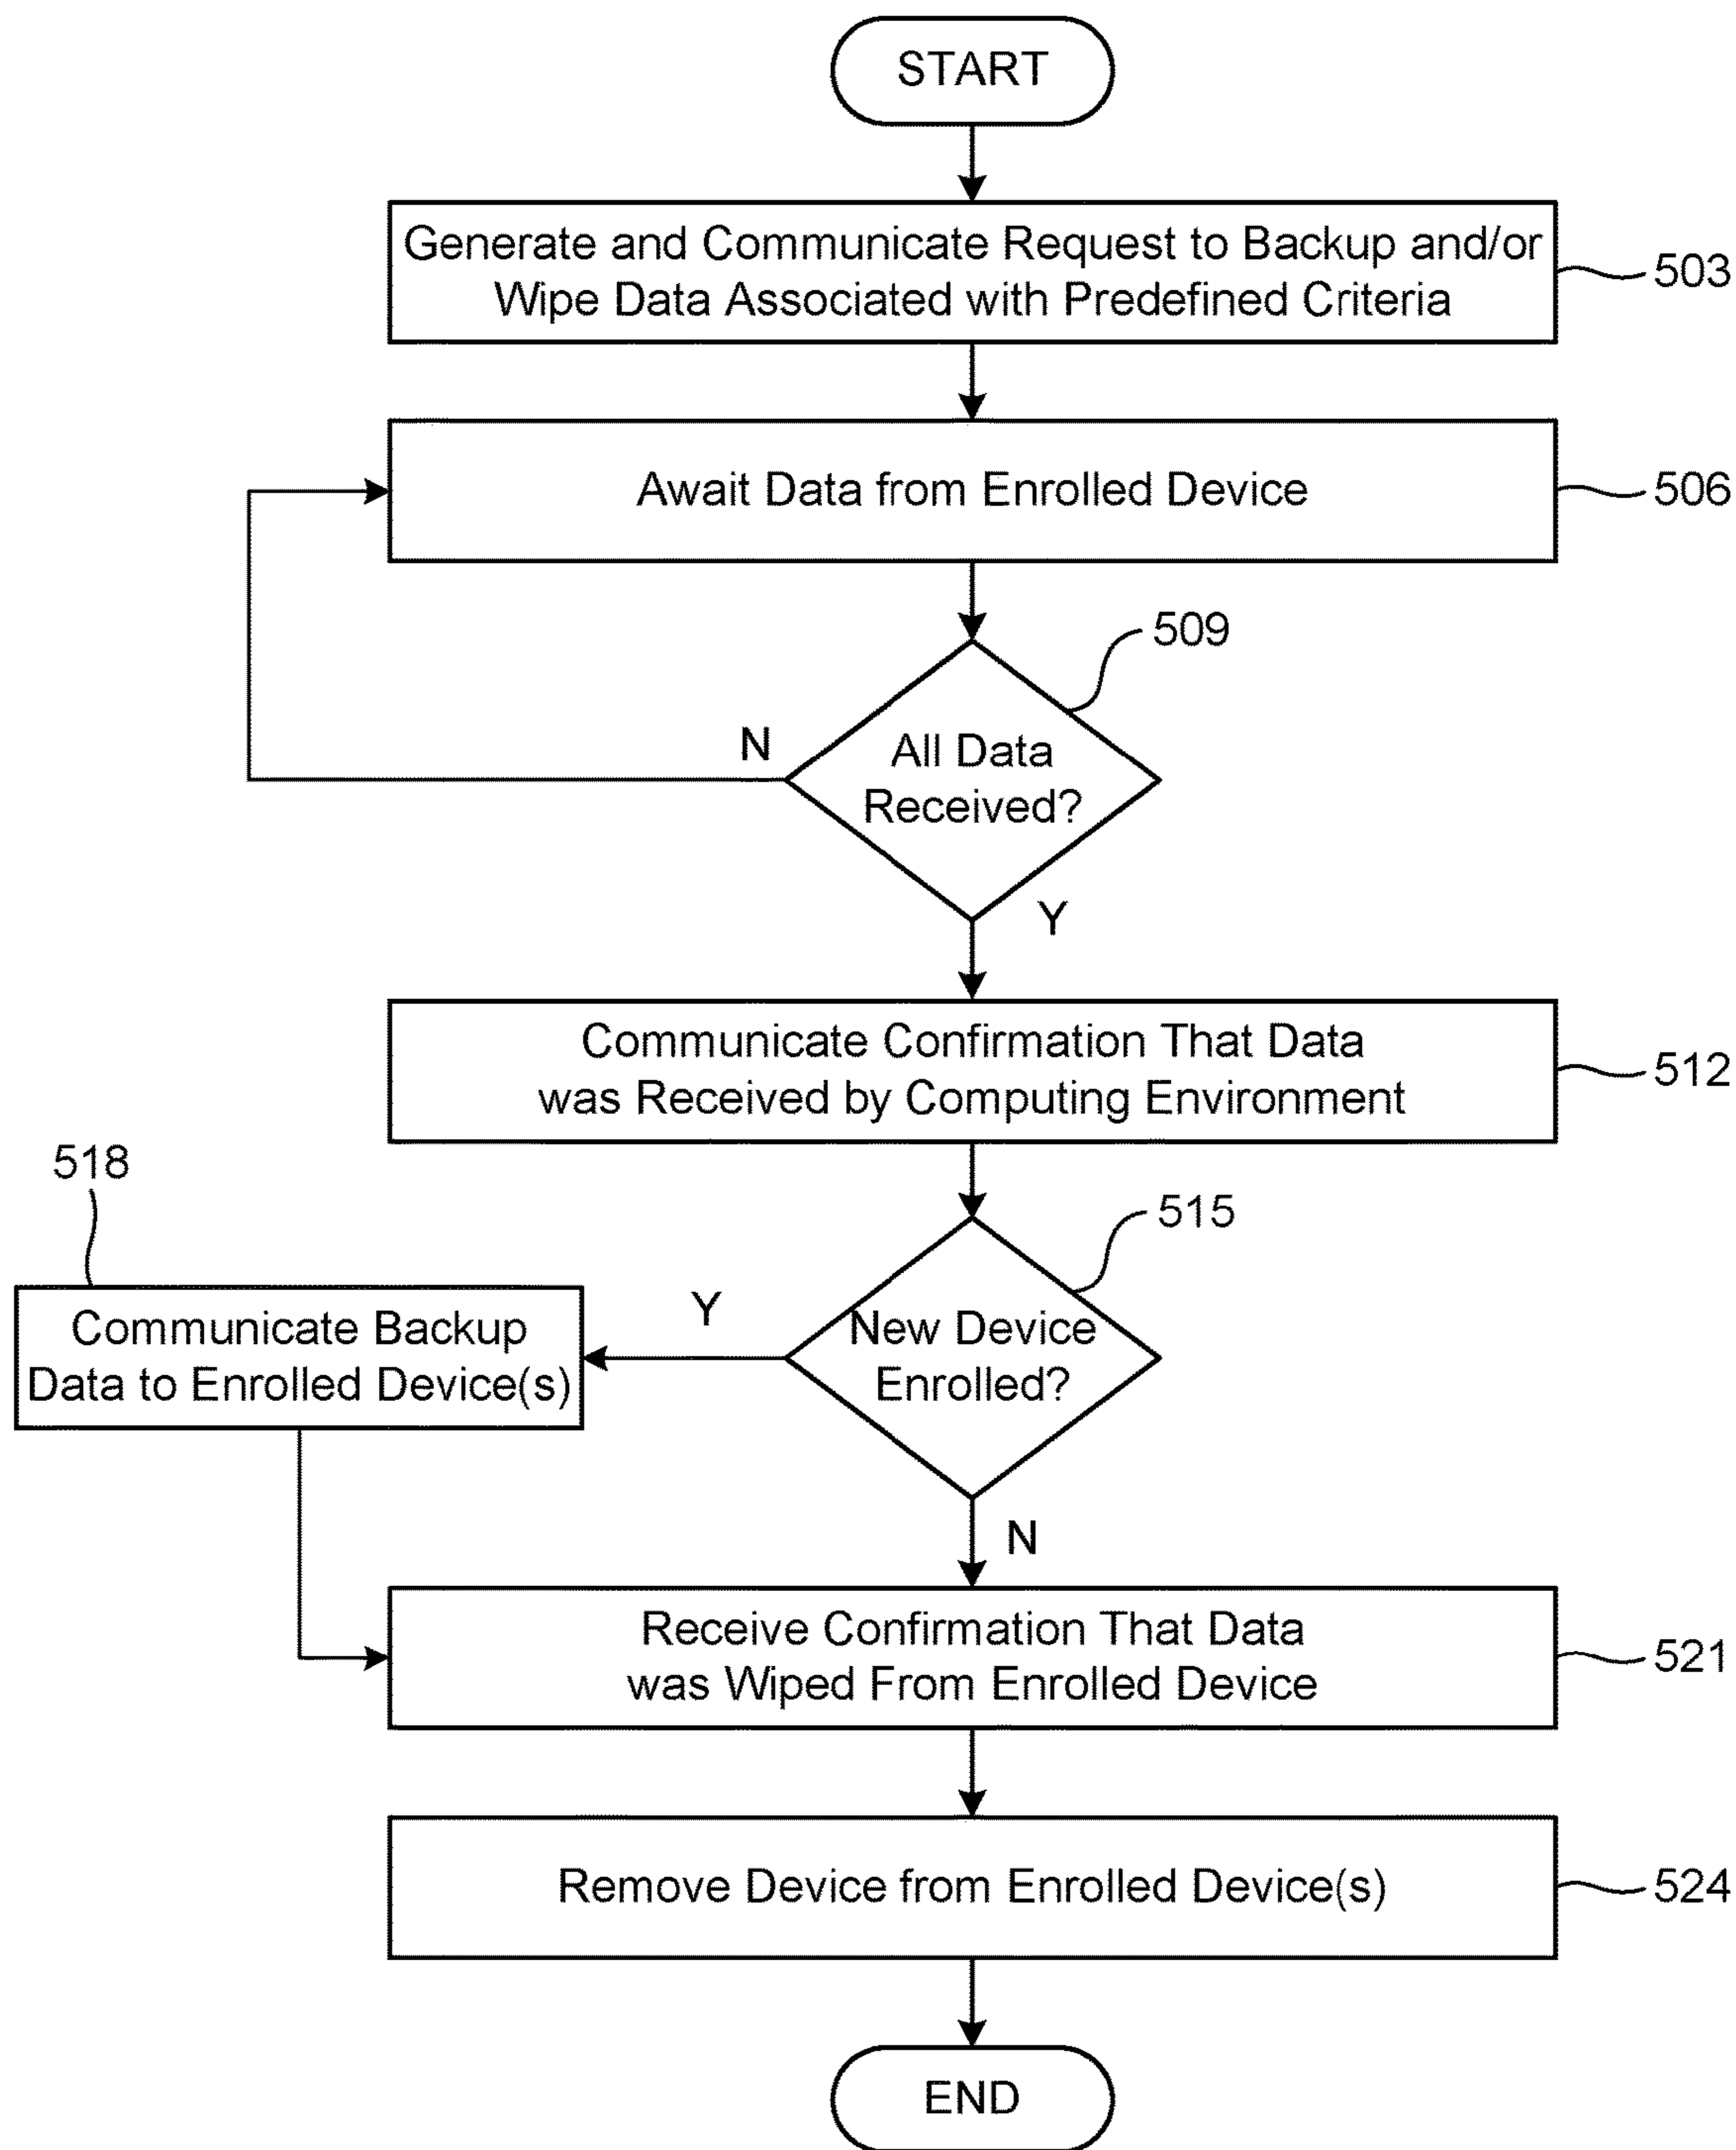 START
Generate and Communicate Request to Backup and/or
Wipe Data Associated with Predefined Criteria
503
Await Data from Enrolled Device
506
509
All Data
Received?
N
Y
Communicate Confirmation That Data
was Received by Computing Environment
512
518
515
New Device
Enrolled?
Y
Communicate Backup
Data to Enrolled Device(s)
N
Receive Confirmation That Data
was Wiped From Enrolled Device
521
Remove Device from Enrolled Device(s)
524
END